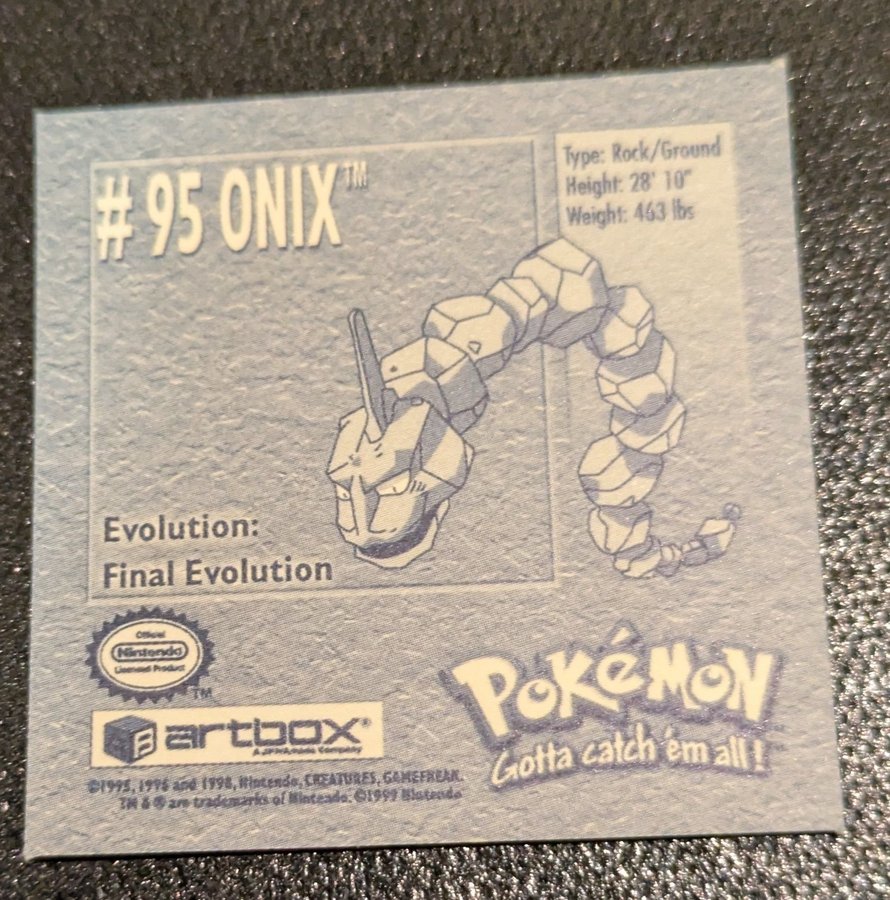 # 95 ONIX™
Type: Rock/Ground
Height: 28' 10"
Weight: 463 lbs
Evolution:
Final Evolution
Official
Nintendo
Licensed Product
TM
artbox®
Company
POKéMON
Gotta catch 'em all!
©1995, 1996 and 1998, Nintendo, CREATURES, GAMEFREAK.
TM & ® are trademarks of Nintendo. ©1999 Nintendo